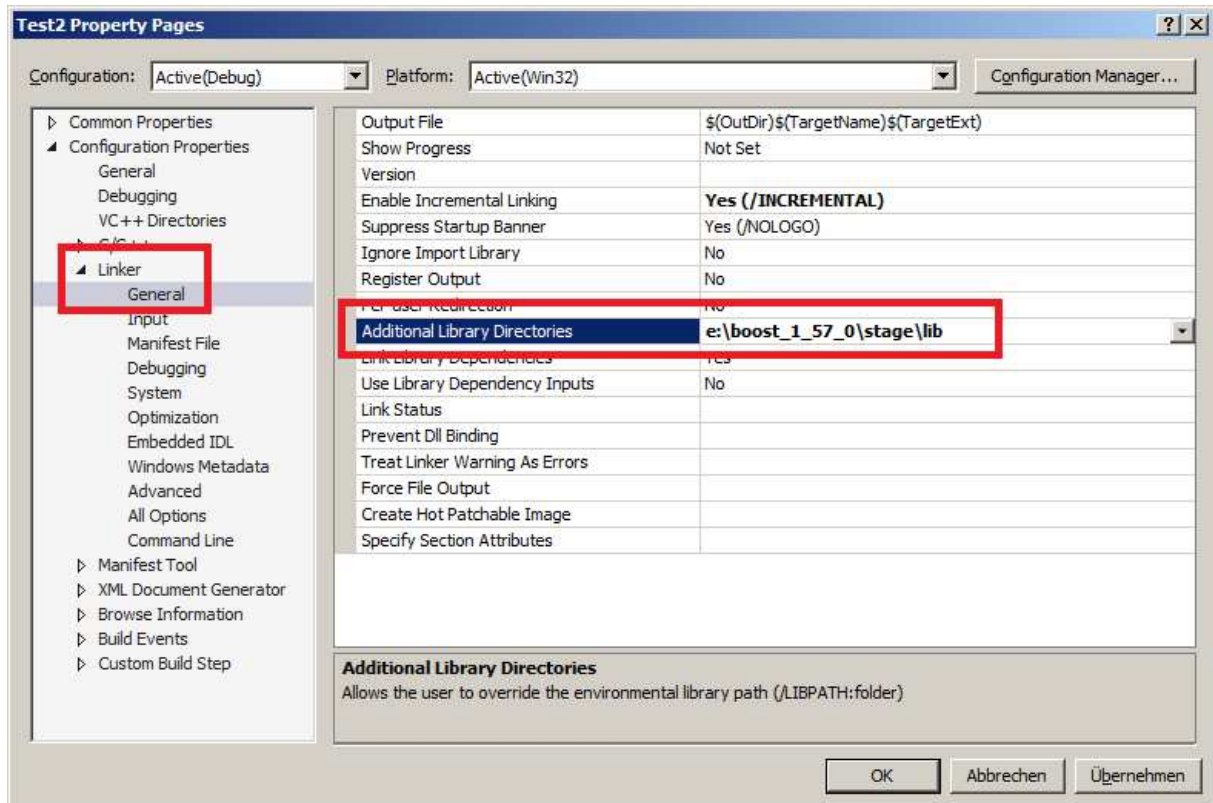 Test2 Property Pages
Configuration: Active(Debug) Platform: Active(Win32) Configuration Manager...
Common Properties
Configuration Properties
General
Debugging
VC++ Directories
Linker
General
Input
Manifest File
Debugging
System
Optimization
Embedded IDL
Windows Metadata
Advanced
All Options
Command Line
Manifest Tool
XML Document Generator
Browse Information
Build Events
Custom Build Step
Output File $(OutDir)$(TargetName)$(TargetExt)
Show Progress Not Set
Version
Enable Incremental Linking Yes (/INCREMENTAL)
Suppress Startup Banner Yes (/NOLOGO)
Ignore Import Library No
Register Output No
Per-user Redirection No
Additional Library Directories e:\boost_1_57_0\stage\lib
Link Library Dependencies Yes
Use Library Dependency Inputs No
Link Status
Prevent Dll Binding
Treat Linker Warning As Errors
Force File Output
Create Hot Patchable Image
Specify Section Attributes
Additional Library Directories
Allows the user to override the environmental library path (/LIBPATH:folder)
OK Abbrechen Übernehmen